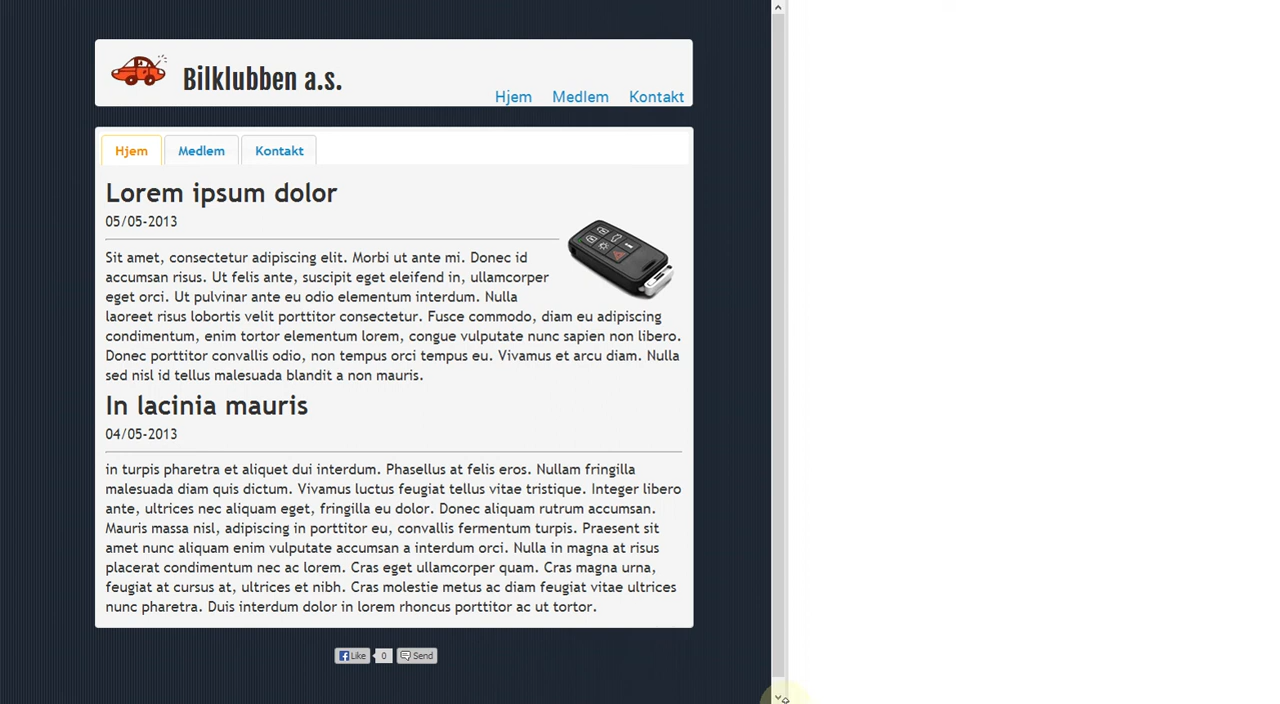 Bilklubben a.s.
Hjem Medlem Kontakt
Hjem Medlem Kontakt
Lorem ipsum dolor
05/05-2013
Sit amet, consectetur adipiscing elit. Morbi ut ante mi. Donec id
accumsan risus. Ut felis ante, suscipit eget eleifend in, ullamcorper
eget orci. Ut pulvinar ante eu odio elementum interdum. Nulla
laoreet risus lobortis velit porttitor consectetur. Fusce commodo, diam eu adipiscing
condimentum, enim tortor elementum lorem, congue vulputate nunc sapien non libero.
Donec porttitor convallis odio, non tempus orci tempus eu. Vivamus et arcu diam. Nulla
sed nisl id tellus malesuada blandit a non mauris.
In lacinia mauris
04/05-2013
in turpis pharetra et aliquet dui interdum. Phasellus at felis eros. Nullam fringilla
malesuada diam quis dictum. Vivamus luctus feugiat tellus vitae tristique. Integer libero
ante, ultrices nec aliquam eget, fringilla eu dolor. Donec aliquam rutrum accumsan.
Mauris massa nisl, adipiscing in porttitor eu, convallis fermentum turpis. Praesent sit
amet nunc aliquam enim vulputate accumsan a interdum orci. Nulla in magna at risus
placerat condimentum nec ac lorem. Cras eget ullamcorper quam. Cras magna urna,
feugiat at cursus at, ultrices et nibh. Cras molestie metus ac diam feugiat vitae ultrices
nunc pharetra. Duis interdum dolor in lorem rhoncus porttitor ac ut tortor.
Like 0 Send